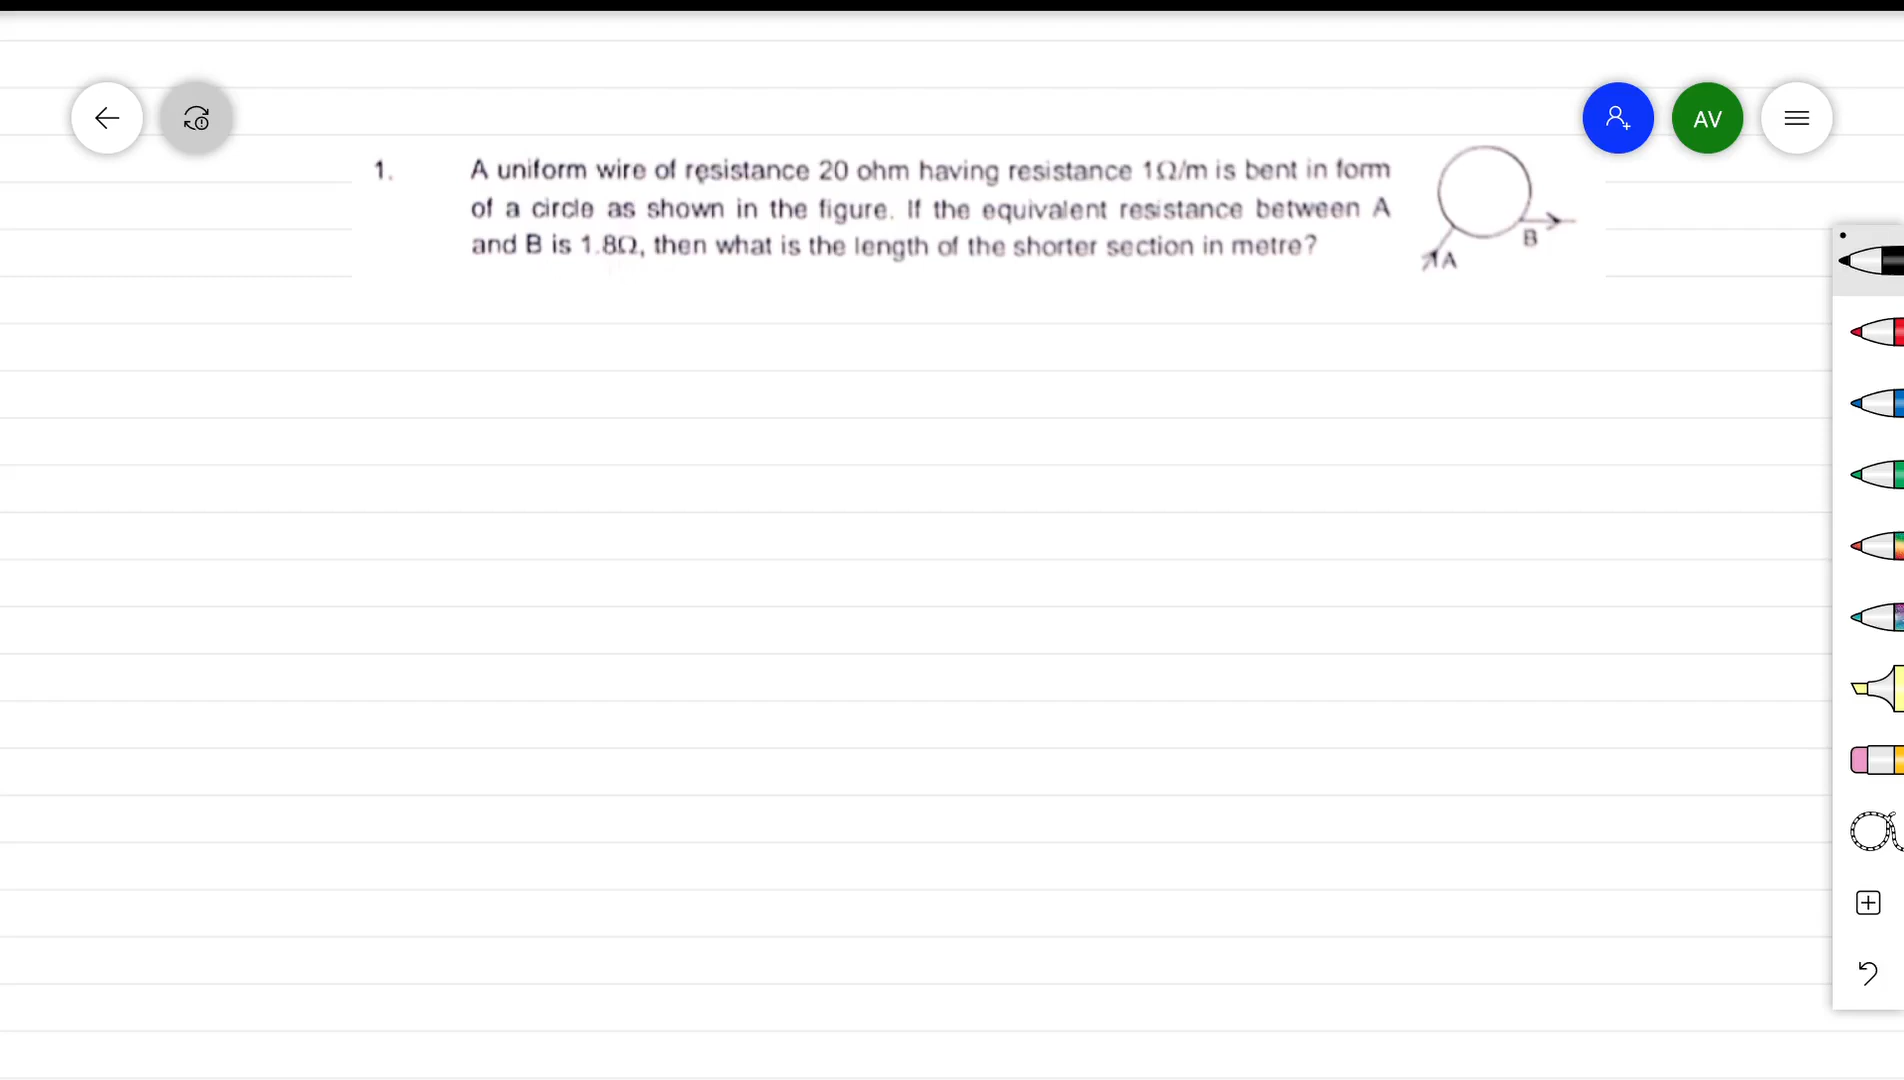 AV
1. A uniform wire of resistance 20 ohm having resistance 1Ω/m is bent in form
of a circle as shown in the figure. If the equivalent resistance between A
and B is 1.8Ω, then what is the length of the shorter section in metre?
B
A